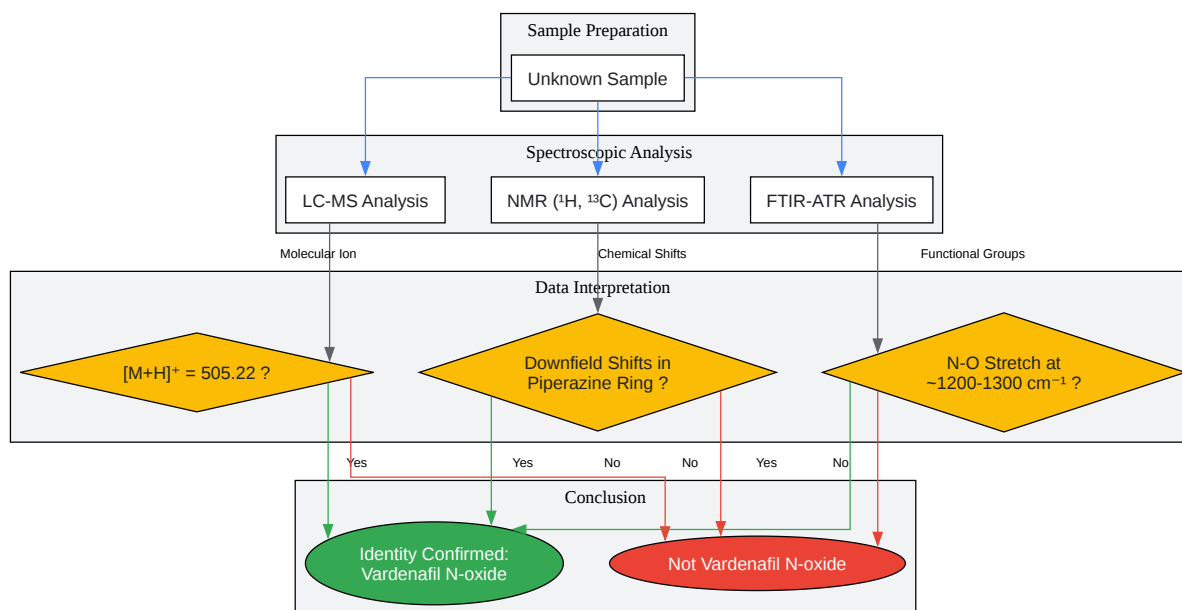 Sample Preparation
Unknown Sample
Spectroscopic Analysis
LC-MS Analysis
NMR (¹H, ¹³C) Analysis
FTIR-ATR Analysis
Molecular Ion
Chemical Shifts
Functional Groups
Data Interpretation
[M+H]⁺ = 505.22 ?
Downfield Shifts in
Piperazine Ring ?
N-O Stretch at
~1200-1300 cm⁻¹ ?
Yes
Yes
No
No
Yes
No
Conclusion
Identity Confirmed:
Vardenafil N-oxide
Not Vardenafil N-oxide